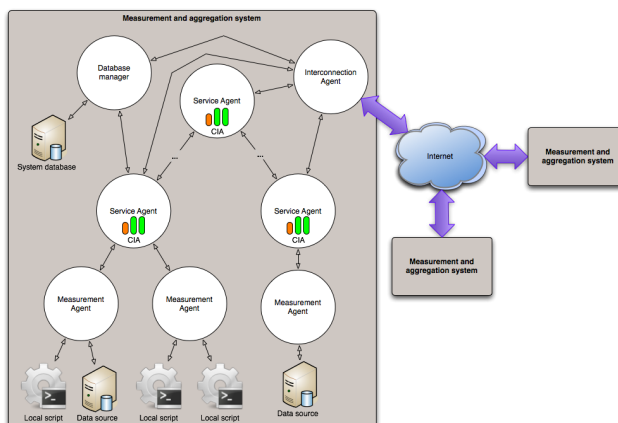 Measurement and aggregation system
Database
manager
Interconnection
Agent
Service Agent
CIA
System database
...
...
Internet
Measurement and
aggregation system
Service Agent
CIA
Service Agent
CIA
Measurement and
aggregation system
Measurement
Agent
Measurement
Agent
Measurement
Agent
Local script
Data source
Local script
Local script
Data source